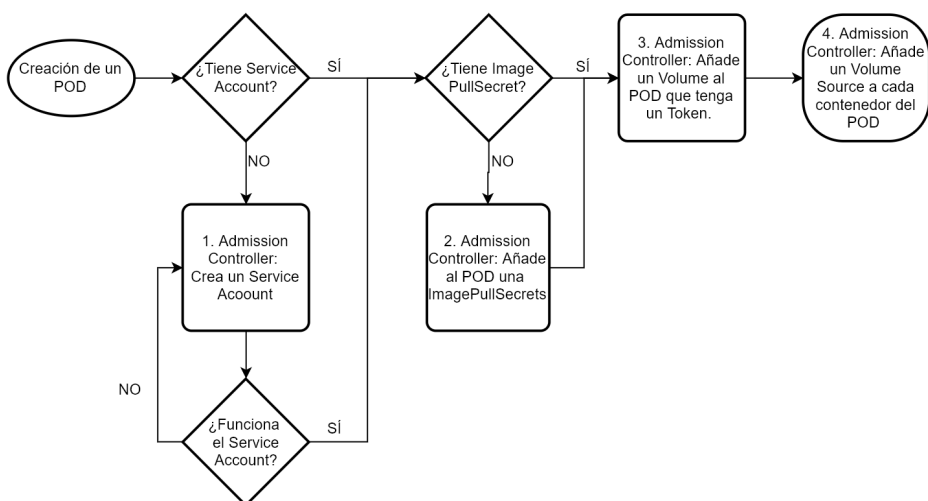 Creación de un
POD
¿Tiene Service
Account?
SÍ
¿Tiene Image
PullSecret?
SÍ
3. Admission
Controller: Añade
un Volume al
POD que tenga
un Token.
4. Admission
Controller: Añade
un Volume
Source a cada
contenedor del
POD
NO
NO
1. Admission
Controller:
Crea un Service
Acoount
2. Admission
Controller: Añade
al POD una
ImagePullSecrets
NO
¿Funciona
el Service
Account?
SÍ